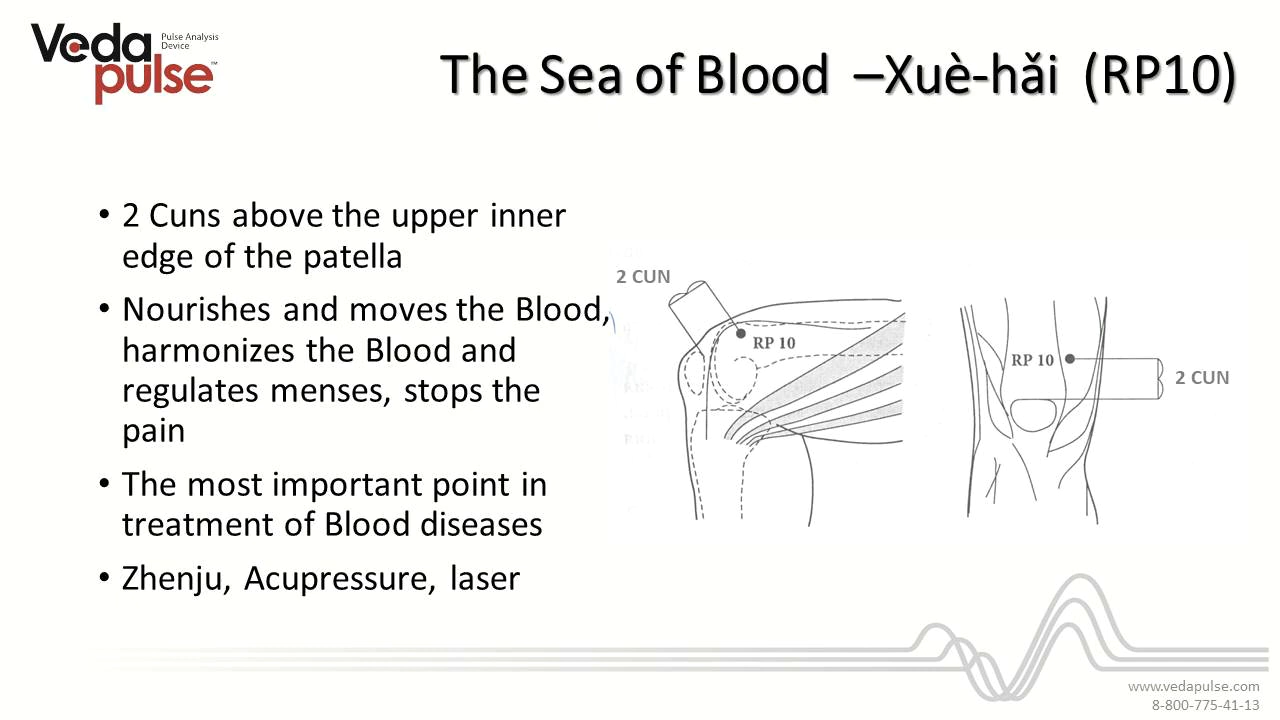 Veda
pulse™
Pulse Analysis
Device
The Sea of Blood –Xuè-hǎi (RP10)
• 2 Cuns above the upper inner
edge of the patella
• Nourishes and moves the Blood,
harmonizes the Blood and
regulates menses, stops the
pain
• The most important point in
treatment of Blood diseases
• Zhenju, Acupressure, laser
2 CUN
RP 10
RP 10
2 CUN
www.vedapulse.com
8-800-775-41-13